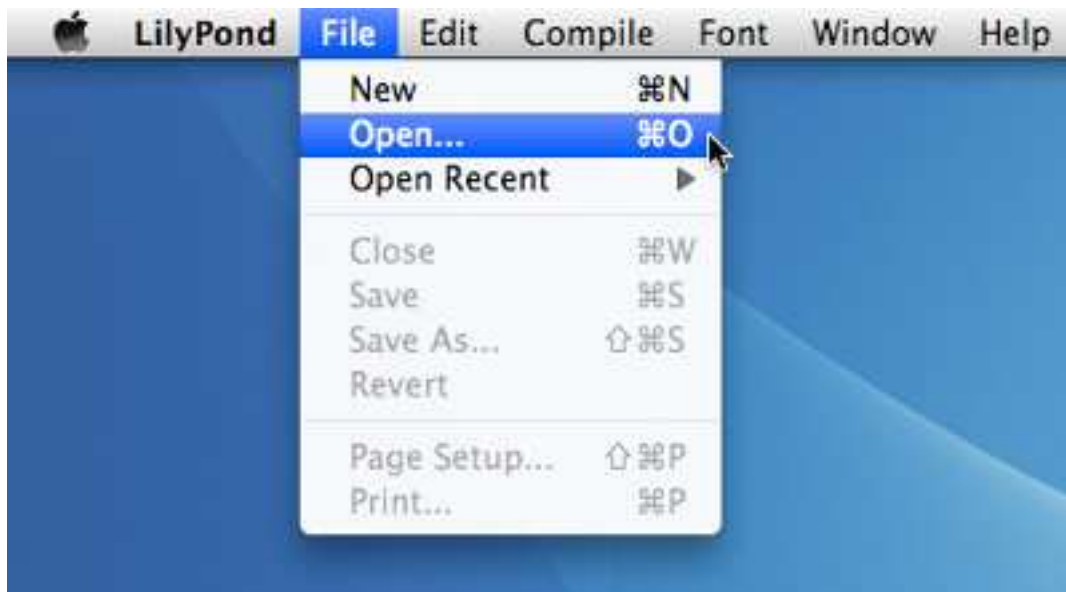 LilyPond File Edit Compile Font Window Help
New ⌘N
Open... ⌘O
Open Recent ▶
Close ⌘W
Save ⌘S
Save As... ⇧⌘S
Revert
Page Setup... ⇧⌘P
Print... ⌘P